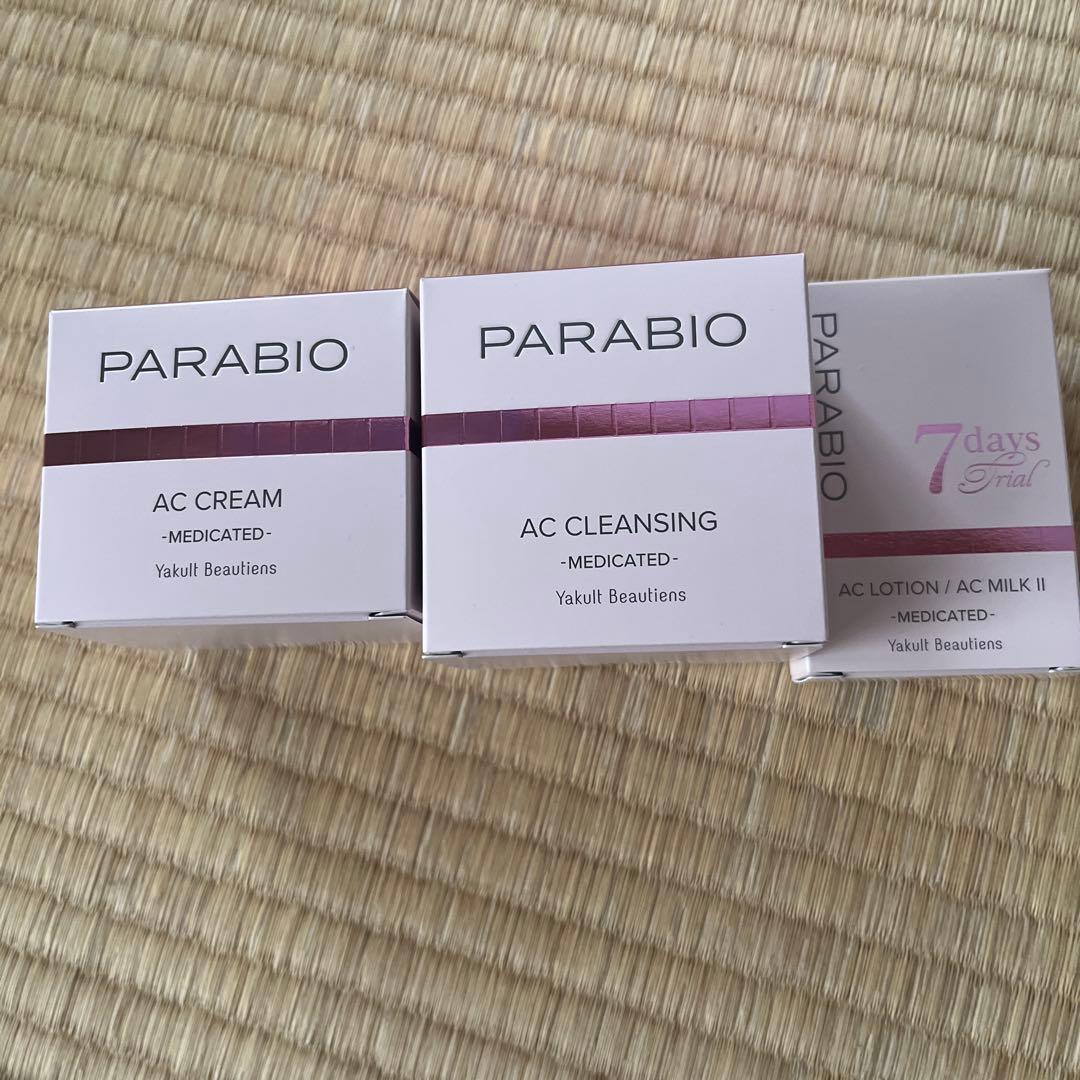 PARABIO
AC CREAM
-MEDICATED-
Yakult Beautiens
PARABIO
AC CLEANSING
-MEDICATED-
Yakult Beautiens
PARABIO
7days
Trial
AC LOTION / AC MILK II
-MEDICATED-
Yakult Beautiens